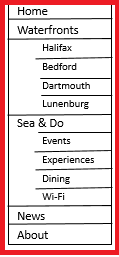 Home
Waterfronts
Halifax
Bedford
Dartmouth
Lunenburg
Sea & Do
Events
Experiences
Dining
Wi-Fi
News
About